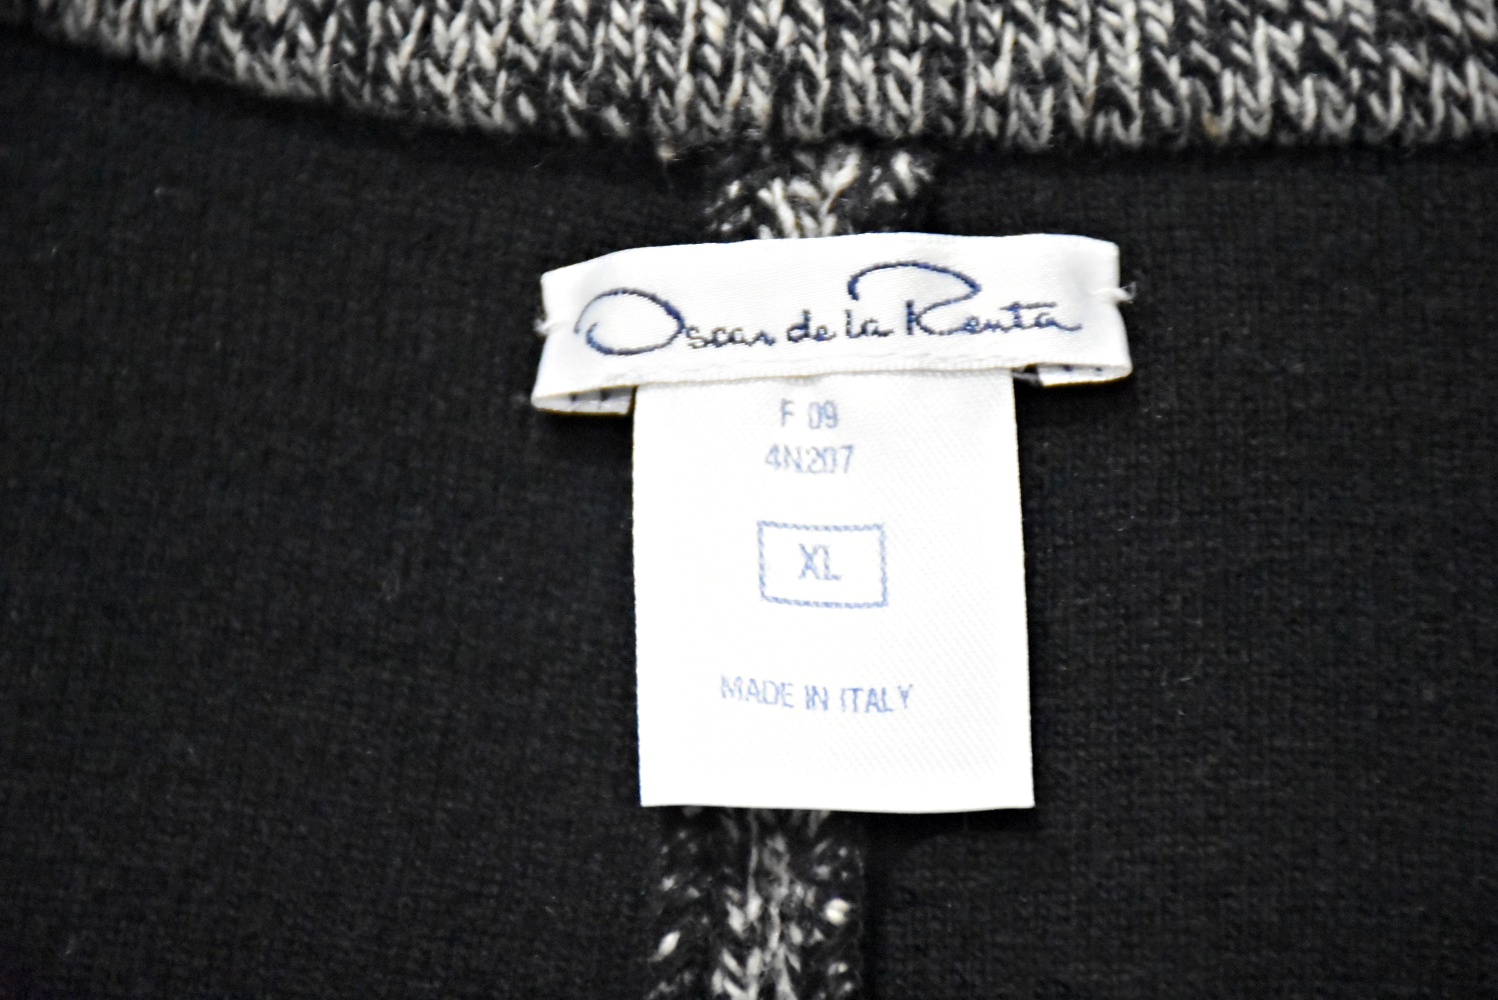 Oscar de la Renta
F 09
4N207
XL
MADE IN ITALY